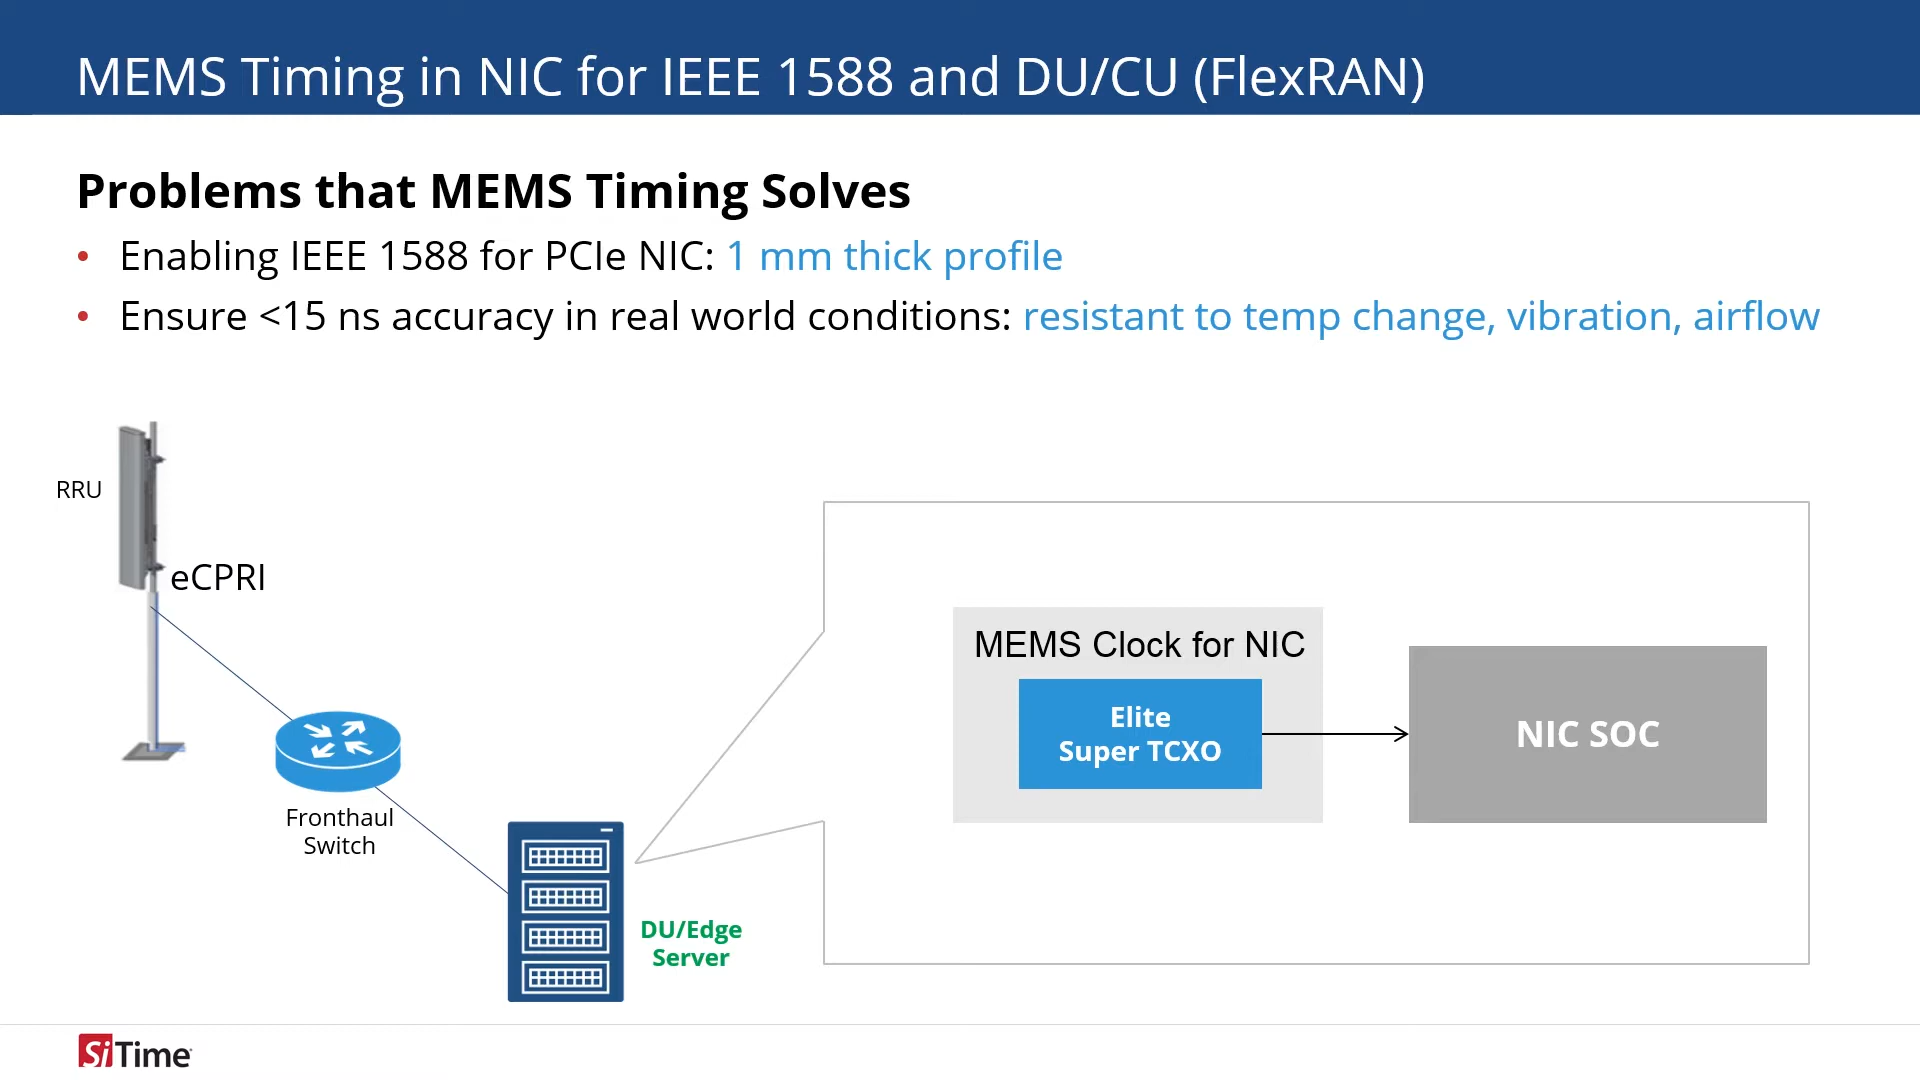 MEMS Timing in NIC for IEEE 1588 and DU/CU (FlexRAN)
Problems that MEMS Timing Solves
• Enabling IEEE 1588 for PCIe NIC: 1 mm thick profile
• Ensure <15 ns accuracy in real world conditions: resistant to temp change, vibration, airflow
RRU
eCPRI
Fronthaul
Switch
DU/Edge
Server
MEMS Clock for NIC
Elite
Super TCXO
NIC SOC
SiTime